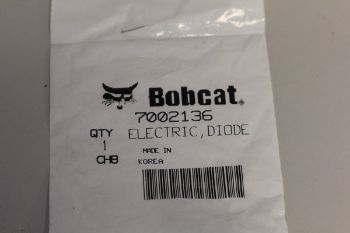 Bobcat®
7002136
QTY ELECTRIC,DIODE
1 MADE IN
CHB KOREA